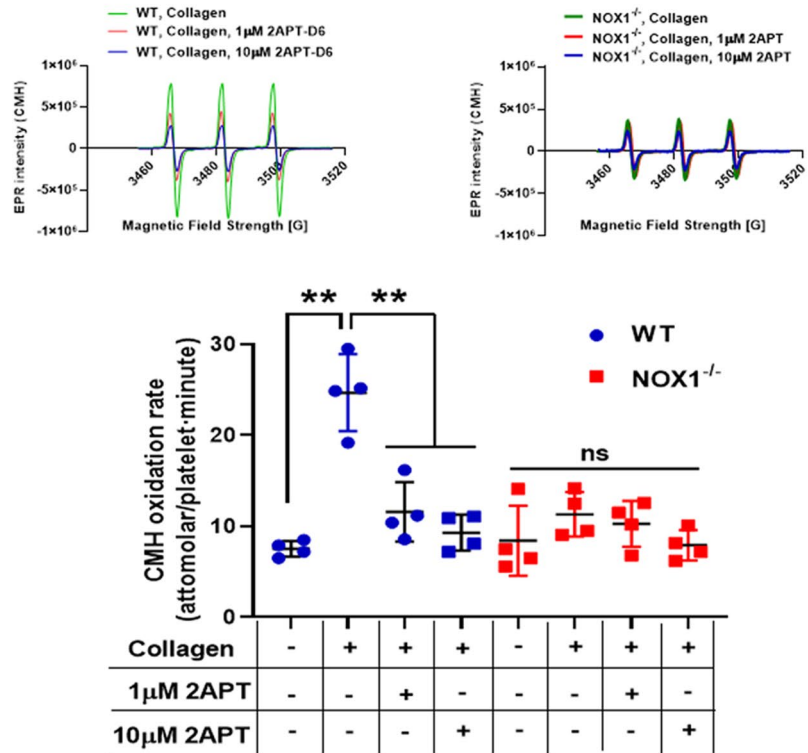 WT, Collagen
WT, Collagen, 1µM 2APT-D6
WT, Collagen, 10µM 2APT-D6
1×10⁶
5×10⁵
0
-5×10⁵
-1×10⁶
EPR intensity (CMH)
3460
3480
3500
3520
Magnetic Field Strength [G]
NOX1⁻/⁻, Collagen
NOX1⁻/⁻, Collagen, 1µM 2APT
NOX1⁻/⁻, Collagen, 10µM 2APT
1×10⁶
5×10⁵
0
-5×10⁵
-1×10⁶
EPR intensity (CMH)
3460
3480
3500
3520
Magnetic Field Strength [G]
** **
WT
NOX1⁻/⁻
ns
30
20
10
0
CMH oxidation rate
(attomolar/platelet·minute)
Collagen - + + + - + + +
1µM 2APT - - + - - - + -
10µM 2APT - - - + - - - +